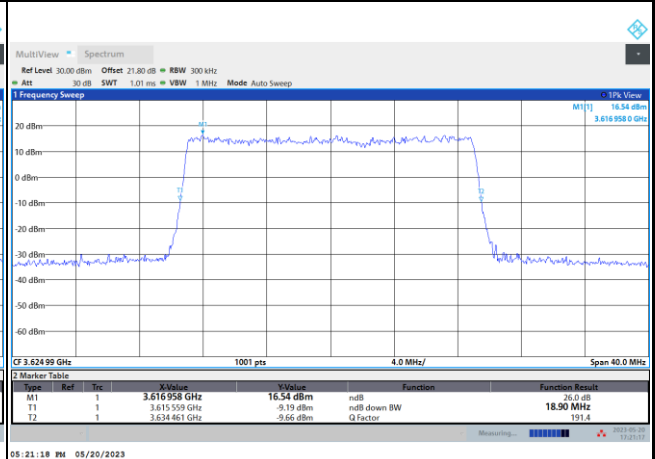 MultiView Spectrum
Ref Level 30.00 dBm Offset 21.80 dB RBW 300 kHz
Att 30 dB SWT 1.01 ms VBW 1 MHz Mode Auto Sweep
1 Frequency Sweep 1Pk View
M1[1] 16.54 dBm
3.616 958 0 GHz
20 dBm
10 dBm
0 dBm
T1 T2
-10 dBm
-20 dBm
-30 dBm
-40 dBm
-50 dBm
-60 dBm
CF 3.624 99 GHz 1001 pts 4.0 MHz/ Span 40.0 MHz
2 Marker Table
Type Ref Trc X-Value Y-Value Function Function Result
M1 1 3.616 958 GHz 16.54 dBm ndB 26.0 dB
T1 1 3.615 559 GHz -9.19 dBm ndB down BW 18.90 MHz
T2 1 3.634 461 GHz -9.66 dBm Q Factor 191.4
Measuring... 2023-05-20
17:21:17
05:21:18 PM 05/20/2023